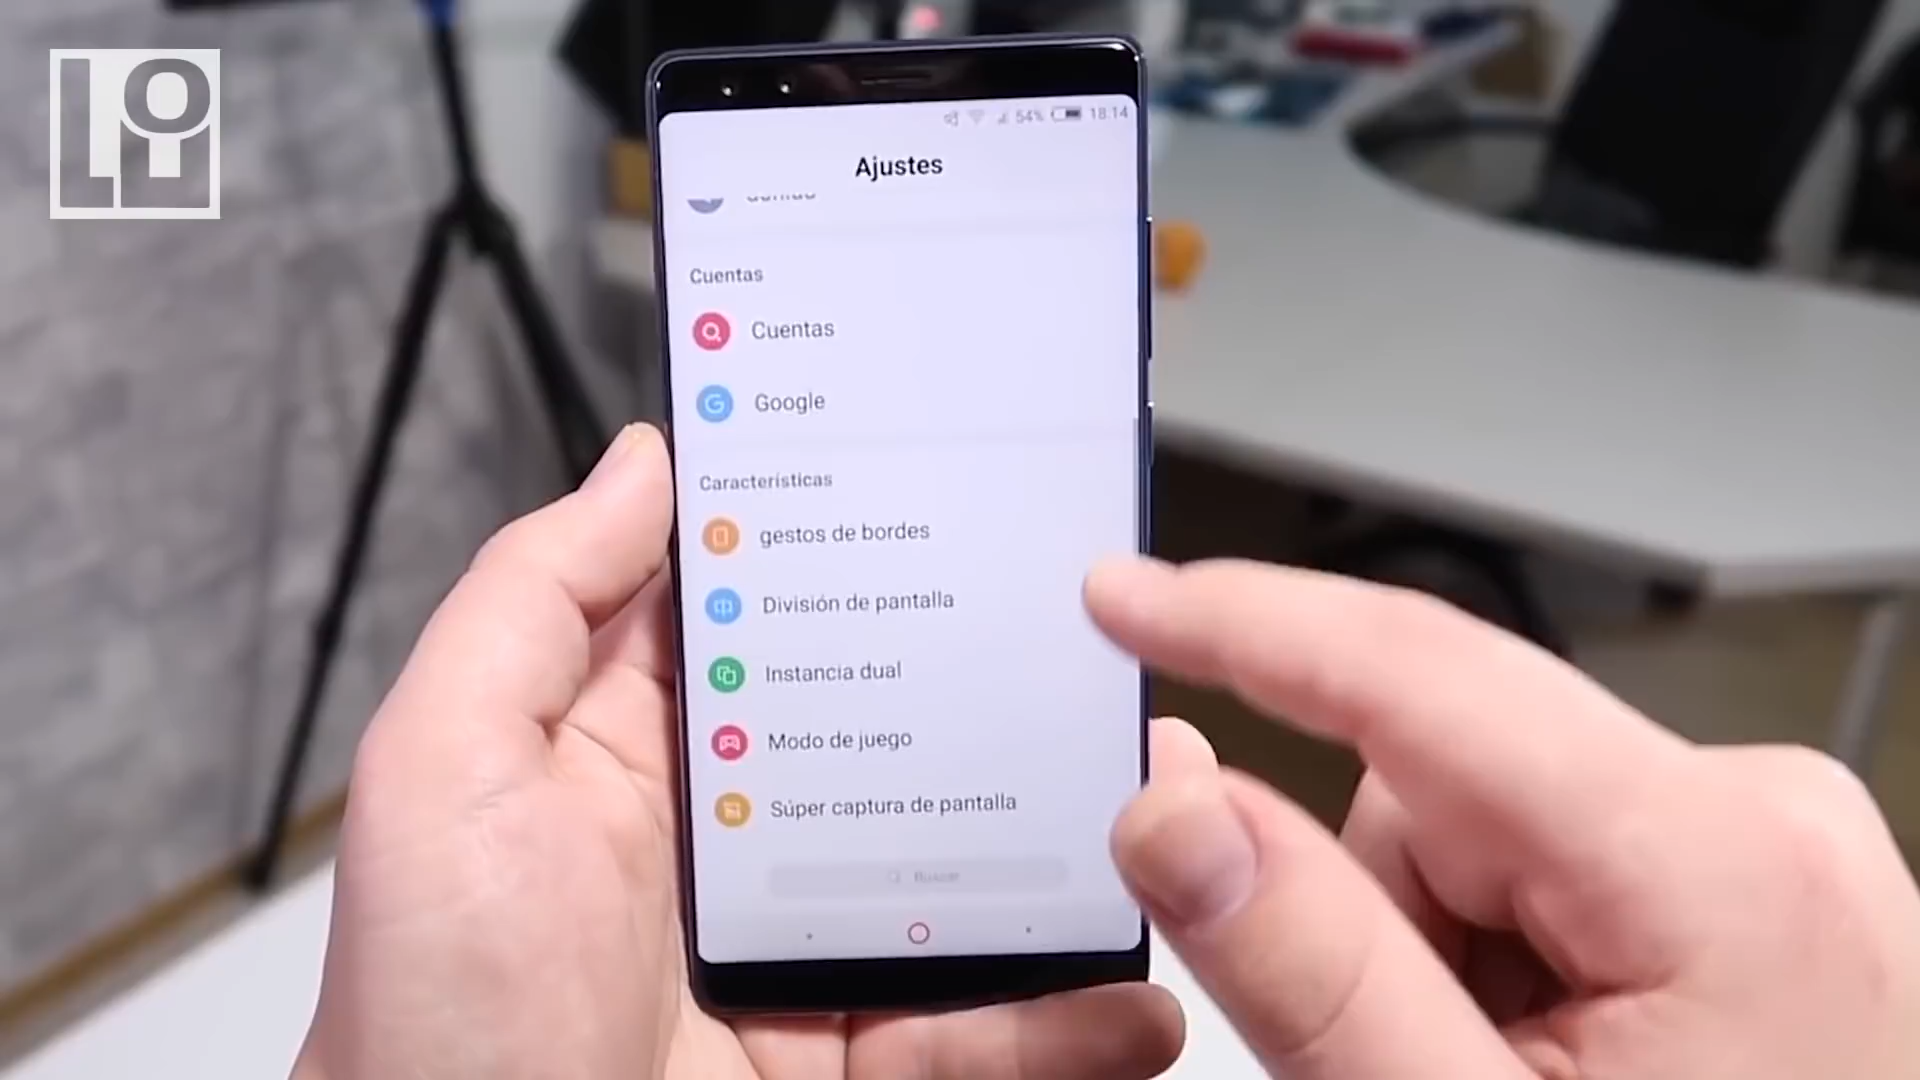 54% 18:14
Ajustes
Cuentas
Cuentas
Google
Características
gestos de bordes
División de pantalla
Instancia dual
Modo de juego
Súper captura de pantalla
Buscar